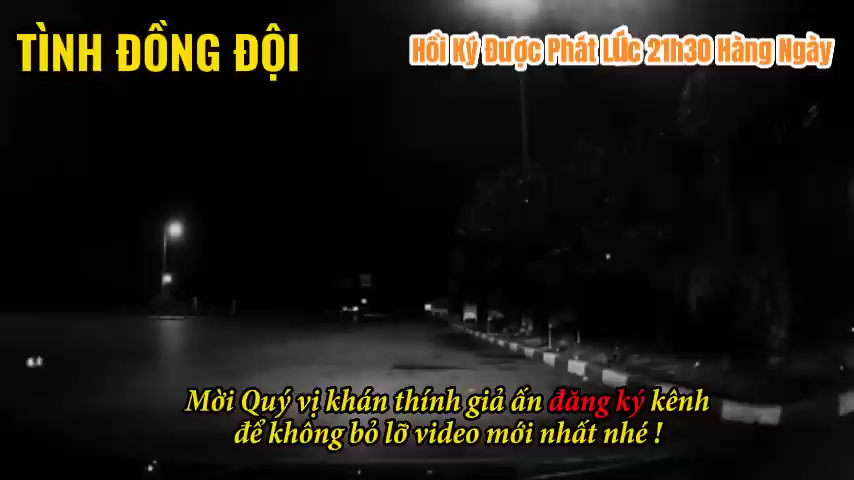 TÌNH ĐỒNG ĐỘI
Hồi Ký Được Phát LÚc 21h30 Hàng Ngày
Mời Quý vị khán thính giả ấn đăng ký kênh
để không bỏ lỡ video mới nhất nhé !